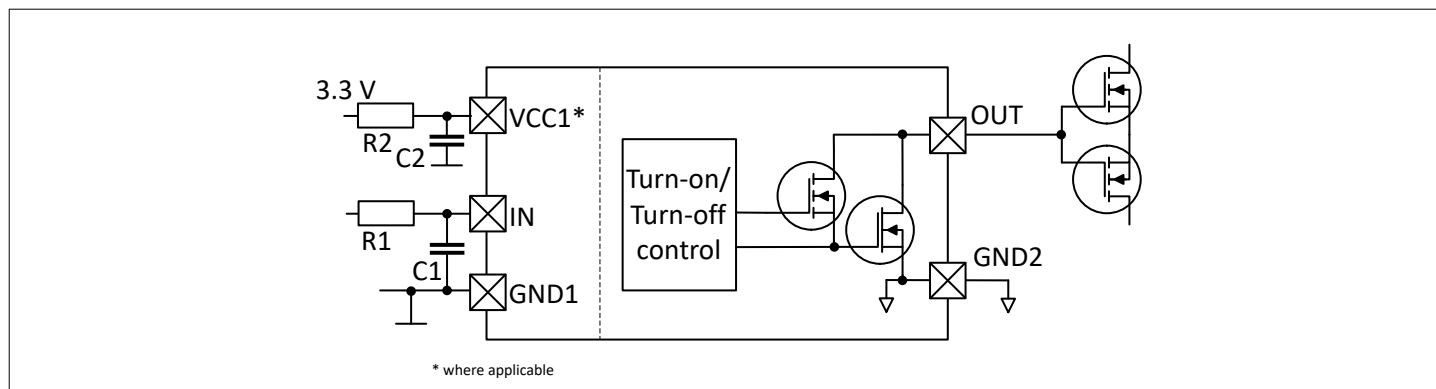 3.3 V
VCC1*
R2
C2
OUT
Turn-on/
Turn-off
control
IN
R1
C1
GND2
GND1
* where applicable